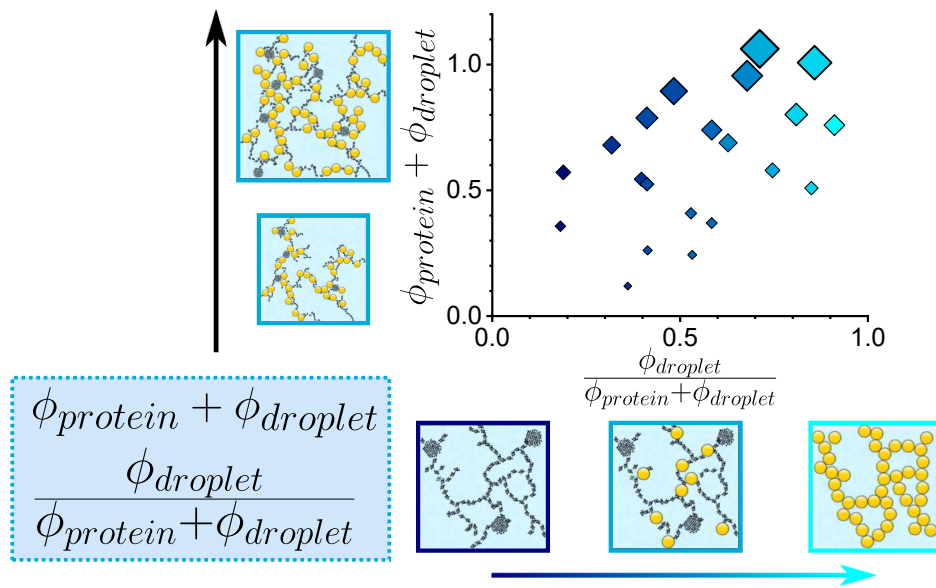 ϕprotein + ϕdroplet
1.0
0.5
0.0
0.0
0.5
1.0
ϕdroplet
ϕprotein+ϕdroplet
ϕprotein + ϕdroplet
ϕdroplet
ϕprotein+ϕdroplet